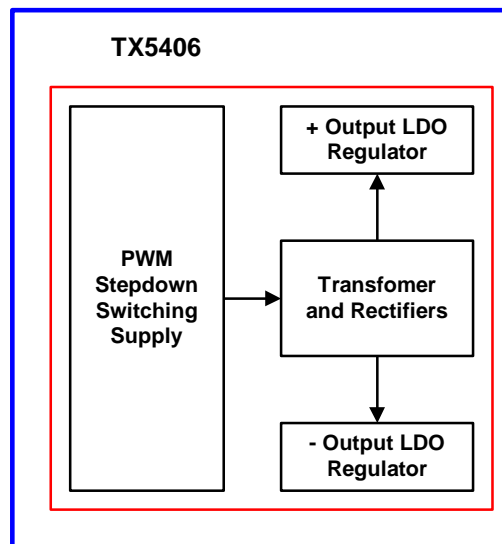 TX5406
+ Output LDO
Regulator
PWM
Stepdown
Switching
Supply
Transfomer
and Rectifiers
- Output LDO
Regulator